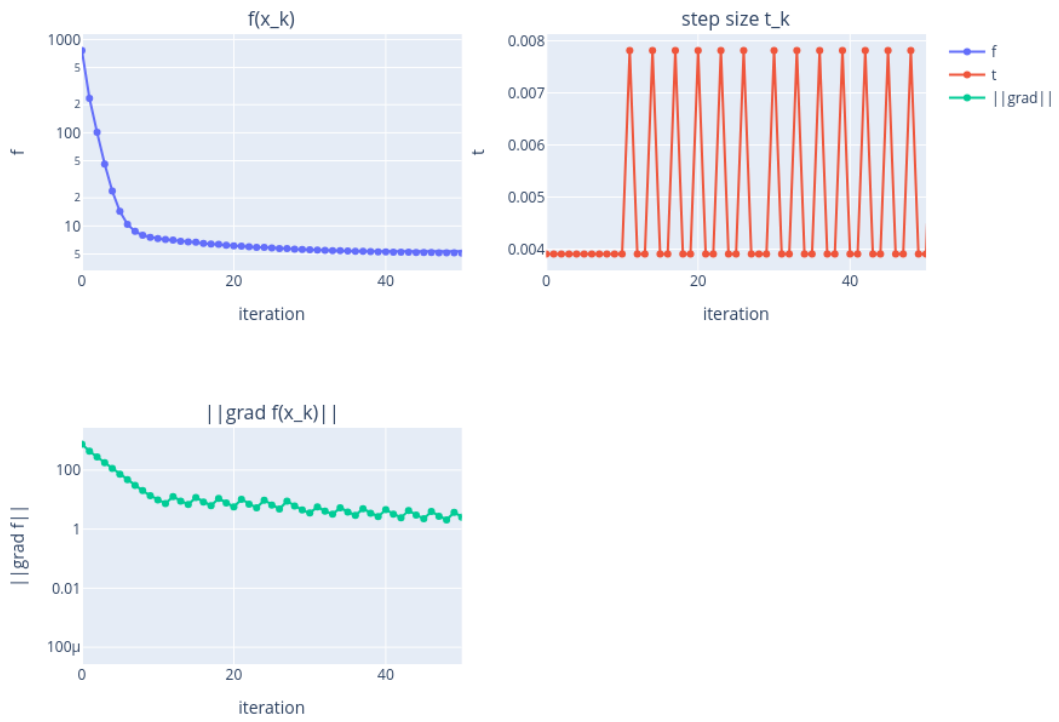 f(x_k)
1000
5
2
100
5
2
10
5
0
20
40
f
iteration
step size t_k
0.008
0.007
0.006
0.005
0.004
0
20
40
t
iteration
f
t
||grad||
||grad f(x_k)||
100
1
0.01
100μ
0
20
40
||grad f||
iteration